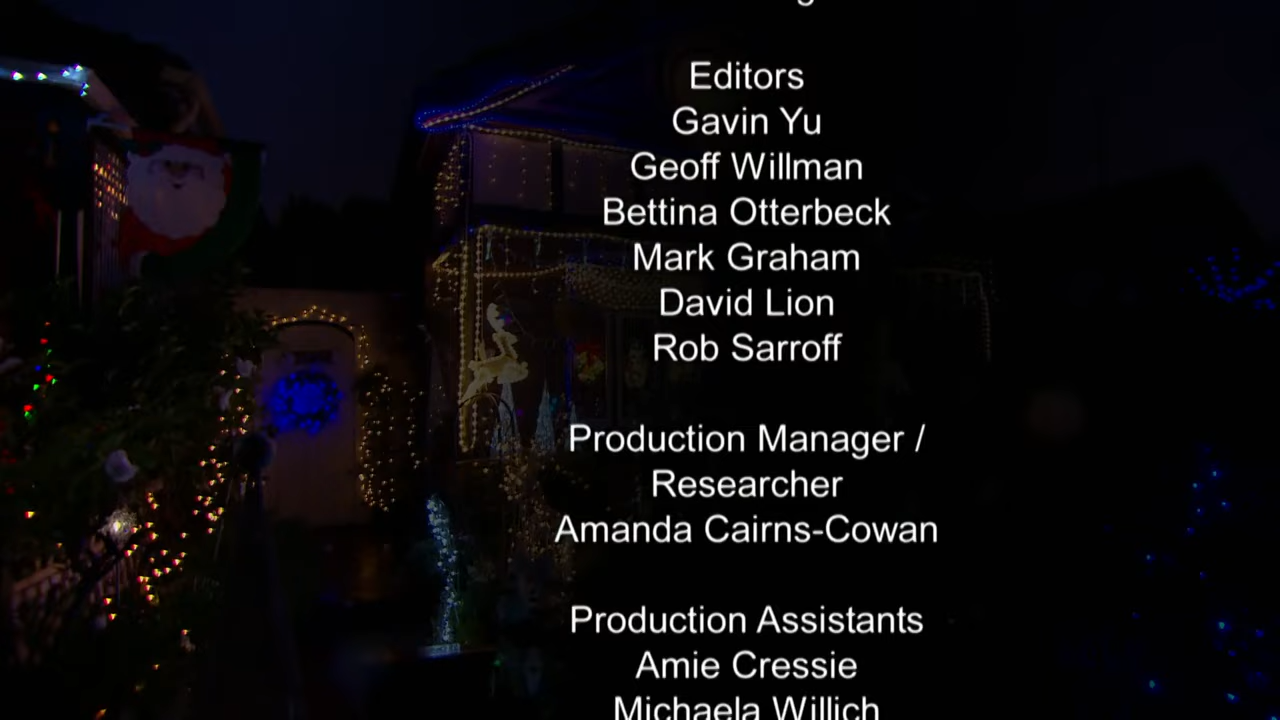 Editors
Gavin Yu
Geoff Willman
Bettina Otterbeck
Mark Graham
David Lion
Rob Sarroff
Production Manager /
Researcher
Amanda Cairns-Cowan
Production Assistants
Amie Cressie
Michaela Willich